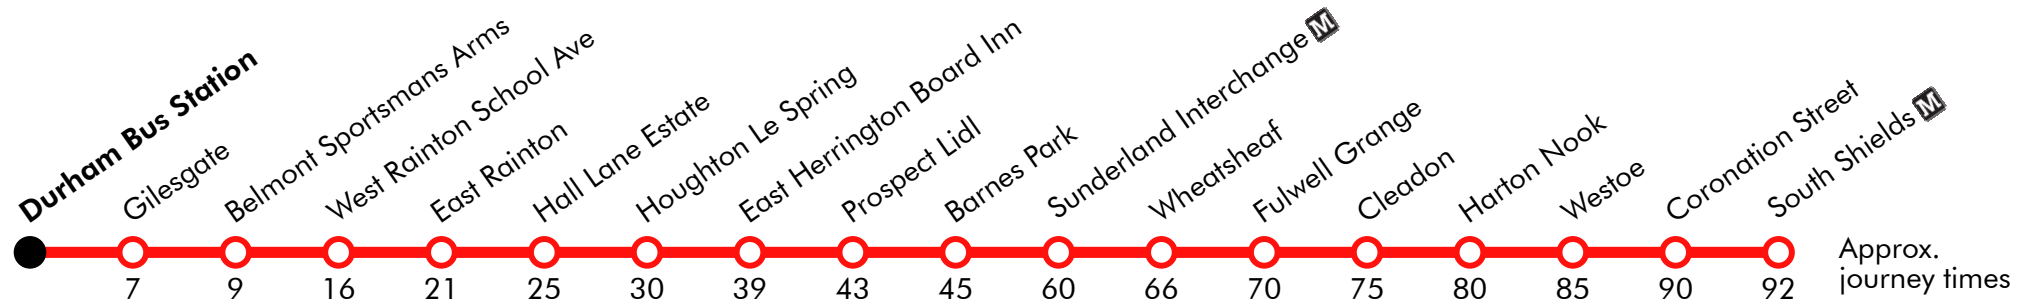 Durham Bus Station
Gilesgate
Belmont Sportsmans Arms
West Rainton School Ave
East Rainton
Hall Lane Estate
Houghton Le Spring
East Herrington Board Inn
Prospect Lidl
Barnes Park
Sunderland Interchange M
Wheatsheaf
Fulwell Grange
Cleadon
Harton Nook
Westoe
Coronation Street
South Shields M
7 9 16 21 25 30 39 43 45 60 66 70 75 80 85 90 92
Approx.
journey times